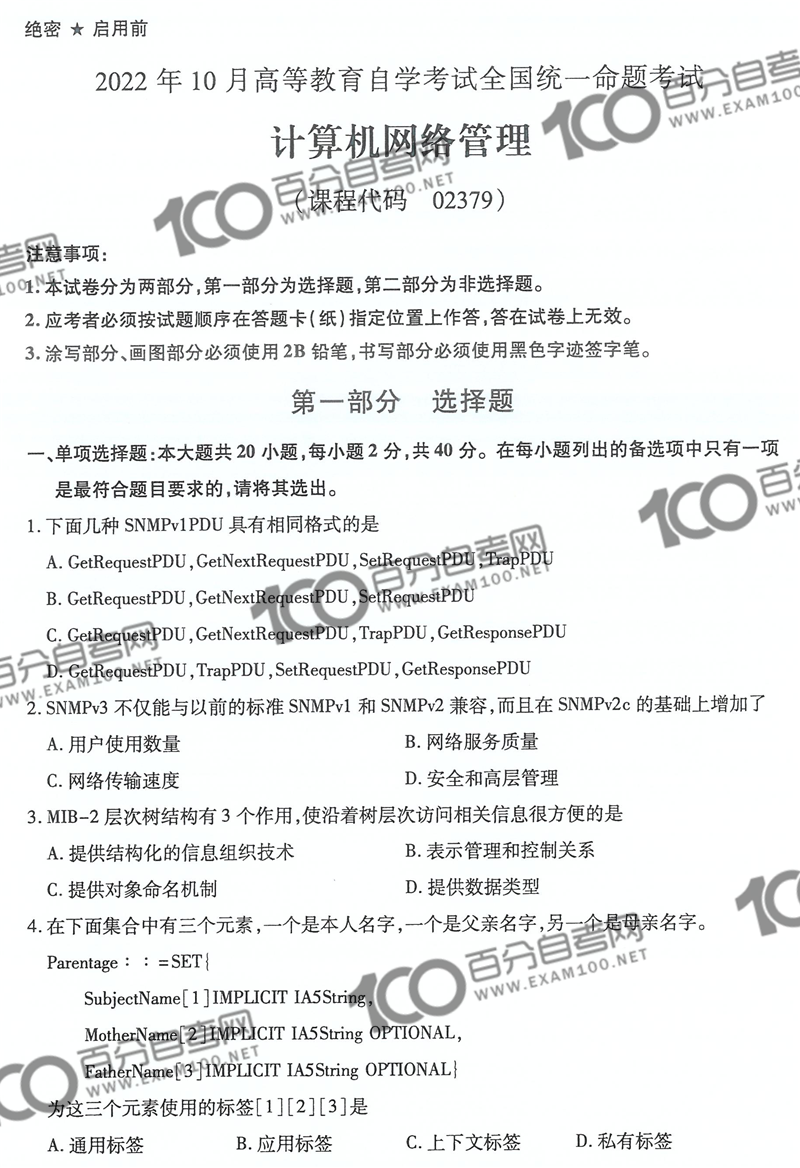 绝密 ★ 启用前
2022 年 10 月高等教育自学考试全国统一命题考试
计算机网络管理
(课程代码 02379)
注意事项:
1. 本试卷分为两部分,第一部分为选择题,第二部分为非选择题。
2. 应考者必须按试题顺序在答题卡(纸)指定位置上作答,答在试卷上无效。
3. 涂写部分、画图部分必须使用 2B 铅笔,书写部分必须使用黑色字迹签字笔。
第一部分 选择题
一、单项选择题:本大题共 20 小题,每小题 2 分,共 40 分。在每小题列出的备选项中只有一项
是最符合题目要求的,请将其选出。
1. 下面几种 SNMPv1PDU 具有相同格式的是
A. GetRequestPDU,GetNextRequestPDU,SetRequestPDU,TrapPDU
B. GetRequestPDU,GetNextRequestPDU,SetRequestPDU
C. GetRequestPDU,GetNextRequestPDU,TrapPDU,GetResponsePDU
D. GetRequestPDU,TrapPDU,SetRequestPDU,GetResponsePDU
2. SNMPv3 不仅能与以前的标准 SNMPv1 和 SNMPv2 兼容,而且在 SNMPv2c 的基础上增加了
A. 用户使用数量 B. 网络服务质量
C. 网络传输速度 D. 安全和高层管理
3. MIB-2 层次树结构有 3 个作用,使沿着树层次访问相关信息很方便的是
A. 提供结构化的信息组织技术 B. 表示管理和控制关系
C. 提供对象命名机制 D. 提供数据类型
4. 在下面集合中有三个元素,一个是本人名字,一个是父亲名字,另一个是母亲名字。
Parentage : : =SET{
SubjectName[1]IMPLICIT IA5String,
MotherName[2]IMPLICIT IA5String OPTIONAL,
FatherName[3]IMPLICIT IA5String OPTIONAL}
为这三个元素使用的标签[1][2][3]是
A. 通用标签 B. 应用标签 C. 上下文标签 D. 私有标签
100 百分自考网
WWW.EXAM100.NET